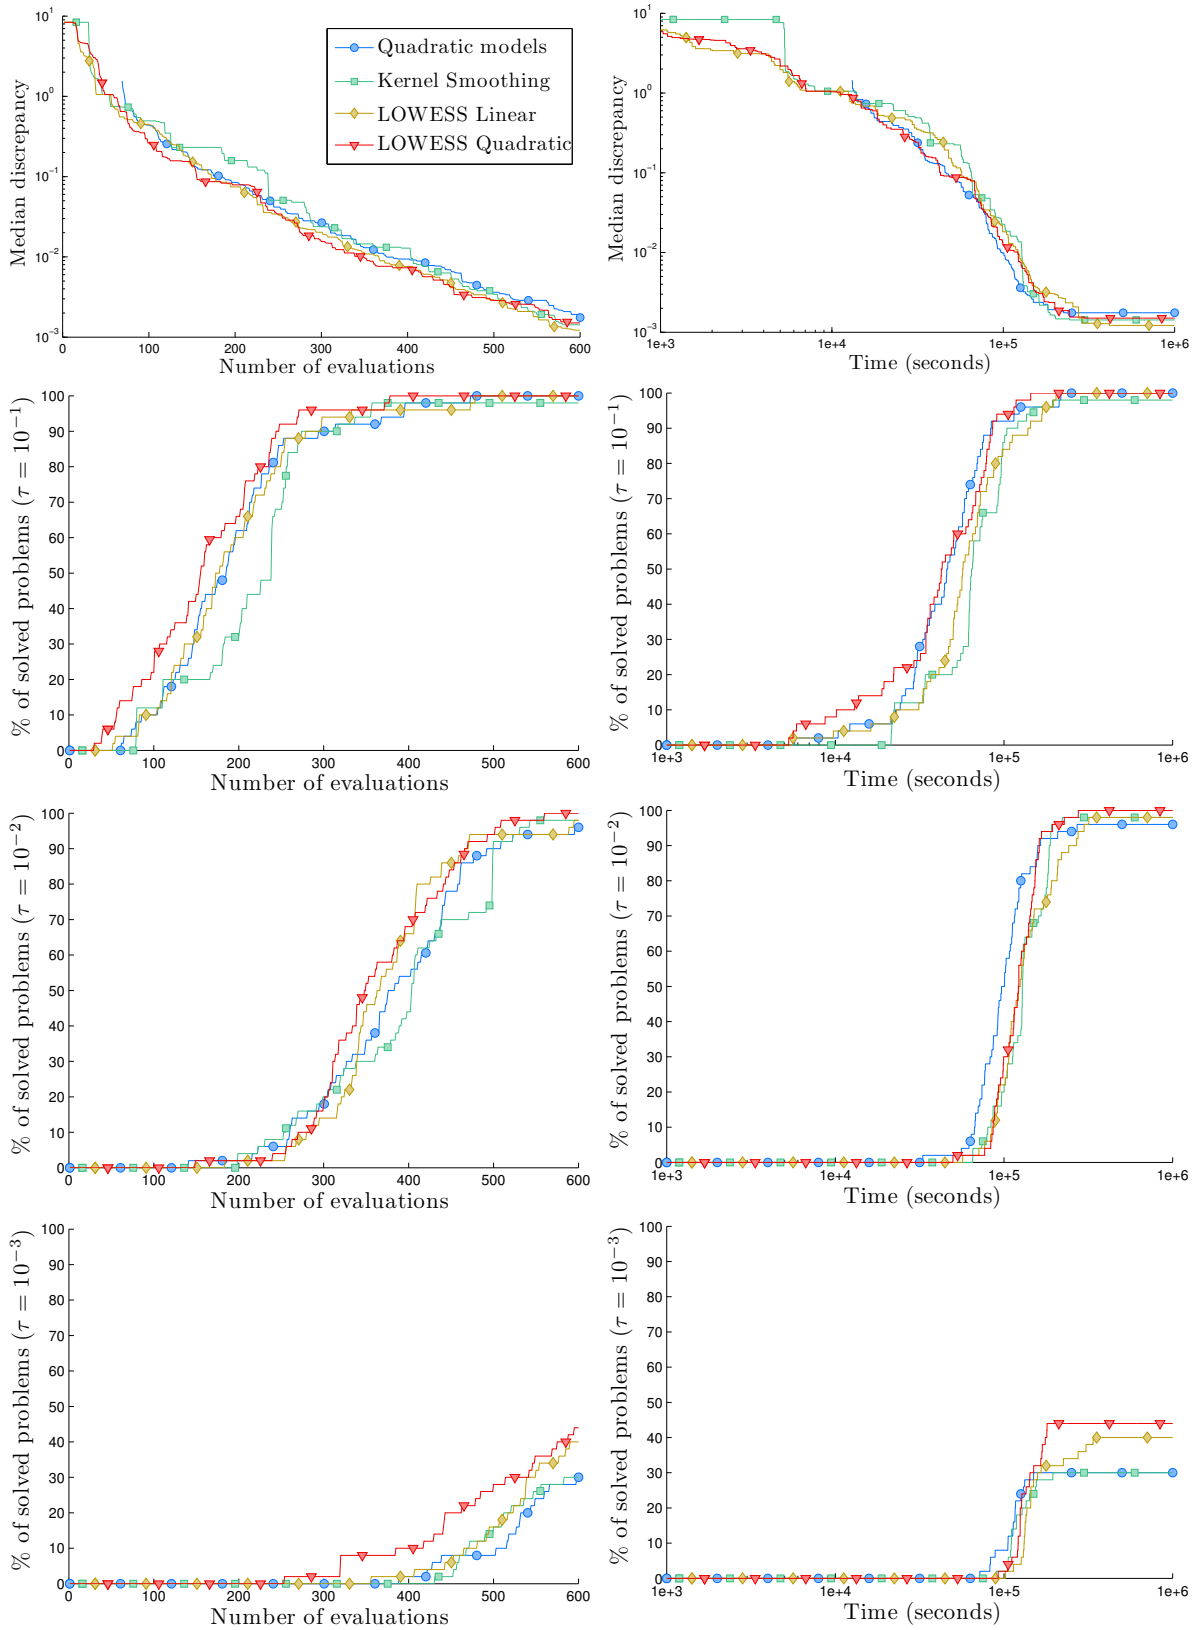 10^1
10^0
10^−1
10^−2
10^−3
Median discrepancy
0 100 200 300 400 500 600
Number of evaluations
Quadratic models
Kernel Smoothing
LOWESS Linear
LOWESS Quadratic
10^1
10^0
10^−1
10^−2
10^−3
Median discrepancy
1e+3 1e+4 1e+5 1e+6
Time (seconds)
100
90
80
70
60
50
40
30
20
10
0
% of solved problems (τ = 10^−1)
0 100 200 300 400 500 600
Number of evaluations
100
90
80
70
60
50
40
30
20
10
0
% of solved problems (τ = 10^−1)
1e+3 1e+4 1e+5 1e+6
Time (seconds)
100
90
80
70
60
50
40
30
20
10
0
% of solved problems (τ = 10^−2)
0 100 200 300 400 500 600
Number of evaluations
100
90
80
70
60
50
40
30
20
10
0
% of solved problems (τ = 10^−2)
1e+3 1e+4 1e+5 1e+6
Time (seconds)
100
90
80
70
60
50
40
30
20
10
0
% of solved problems (τ = 10^−3)
0 100 200 300 400 500 600
Number of evaluations
100
90
80
70
60
50
40
30
20
10
0
% of solved problems (τ = 10^−3)
1e+3 1e+4 1e+5 1e+6
Time (seconds)